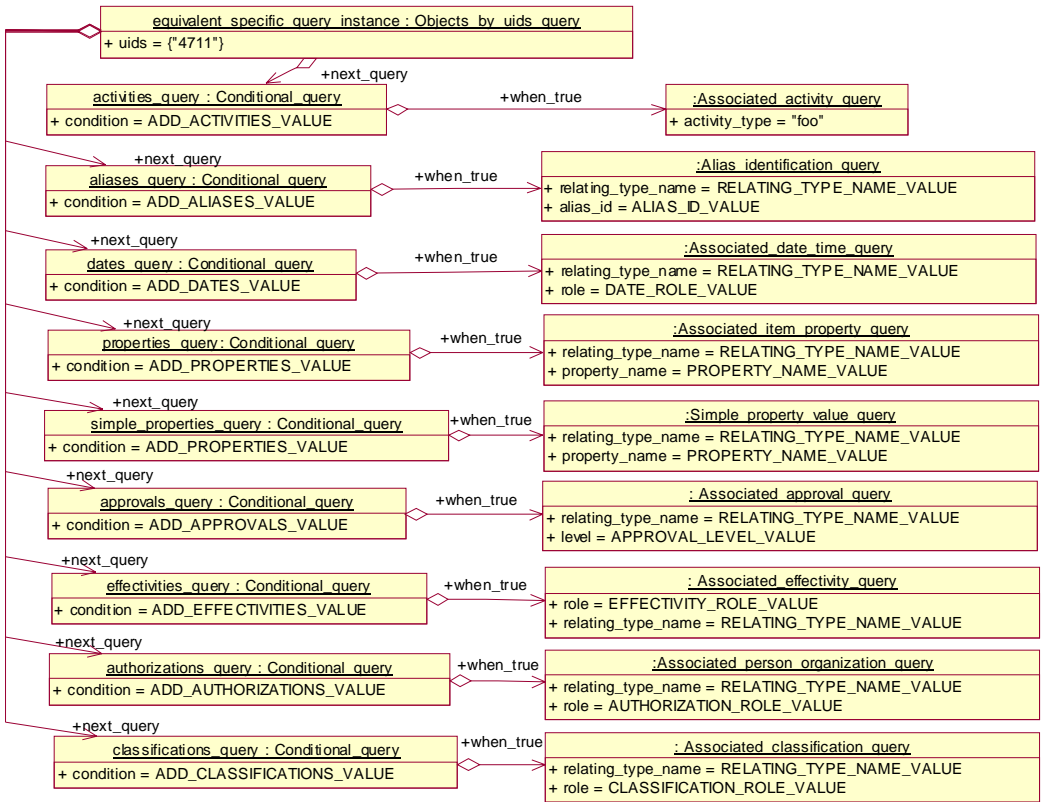 equivalent_specific_query_instance : Objects_by_uids_query
+ uids = {"4711"}
+next_query
activities_query : Conditional_query
+ condition = ADD_ACTIVITIES_VALUE
+when_true
:Associated_activity_query
+ activity_type = "foo"
+next_query
aliases_query : Conditional_query
+ condition = ADD_ALIASES_VALUE
+when_true
:Alias_identification_query
+ relating_type_name = RELATING_TYPE_NAME_VALUE
+ alias_id = ALIAS_ID_VALUE
+next_query
dates_query : Conditional_query
+ condition = ADD_DATES_VALUE
+when_true
:Associated_date_time_query
+ relating_type_name = RELATING_TYPE_NAME_VALUE
+ role = DATE_ROLE_VALUE
+next_query
properties_query: Conditional_query
+ condition = ADD_PROPERTIES_VALUE
+when_true
:Associated_item_property_query
+ relating_type_name = RELATING_TYPE_NAME_VALUE
+ property_name = PROPERTY_NAME_VALUE
+next_query
simple_properties_query : Conditional_query
+ condition = ADD_PROPERTIES_VALUE
+when_true
:Simple_property_value_query
+ relating_type_name = RELATING_TYPE_NAME_VALUE
+ property_name = PROPERTY_NAME_VALUE
+next_query
approvals_query : Conditional_query
+ condition = ADD_APPROVALS_VALUE
+when_true
: Associated_approval_query
+ relating_type_name = RELATING_TYPE_NAME_VALUE
+ level = APPROVAL_LEVEL_VALUE
+next_query
effectivities_query : Conditional_query
+ condition = ADD_EFFECTIVITIES_VALUE
+when_true
: Associated_effectivity_query
+ role = EFFECTIVITY_ROLE_VALUE
+ relating_type_name = RELATING_TYPE_NAME_VALUE
+next_query
authorizations_query : Conditional_query
+ condition = ADD_AUTHORIZATIONS_VALUE
+when_true
:Associated_person_organization_query
+ relating_type_name = RELATING_TYPE_NAME_VALUE
+ role = AUTHORIZATION_ROLE_VALUE
+next_query
classifications_query : Conditional_query
+ condition = ADD_CLASSIFICATIONS_VALUE
+when_true
: Associated_classification_query
+ relating_type_name = RELATING_TYPE_NAME_VALUE
+ role = CLASSIFICATION_ROLE_VALUE